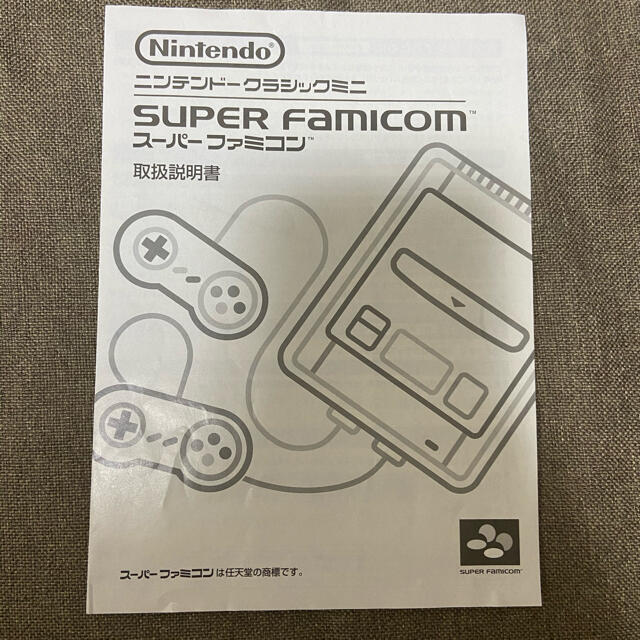 Nintendo®
ニンテンドークラシックミニ
SUPER FAMICOM™
スーパーファミコン™
取扱説明書
SUPER FAMICOM™
スーパーファミコンは任天堂の商標です。